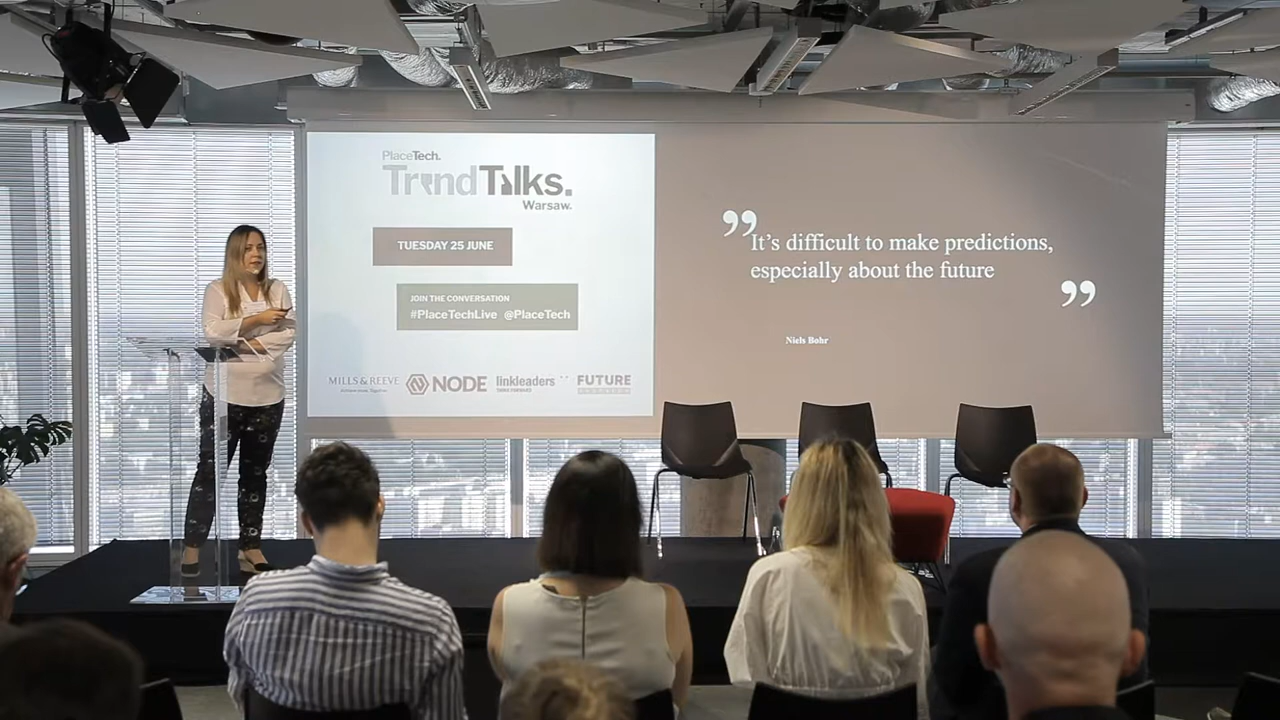 PlaceTech.
TrendTalks.
Warsaw.
TUESDAY 25 JUNE
JOIN THE CONVERSATION
#PlaceTechLive @PlaceTech
MILLS & REEVE
NODE
linkleaders
FUTURE
”It’s difficult to make predictions,
especially about the future
”
Niels Bohr